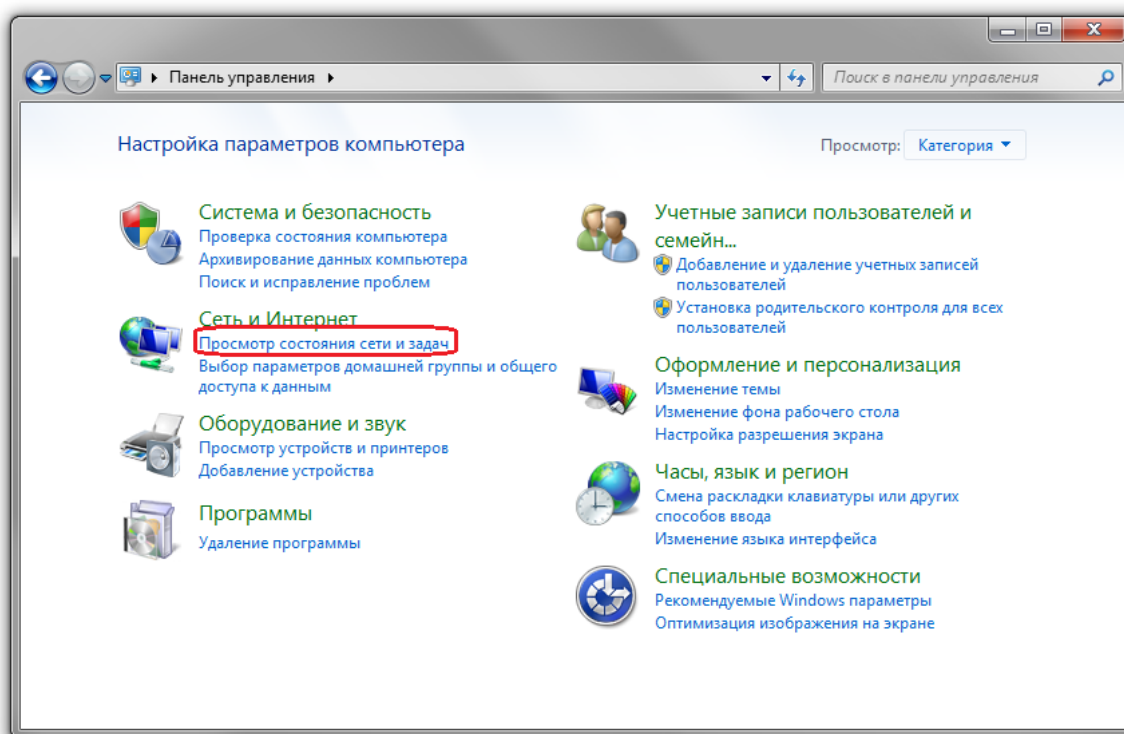 Панель управления
Поиск в панели управления
Настройка параметров компьютера
Просмотр: Категория
Система и безопасность
Проверка состояния компьютера
Архивирование данных компьютера
Поиск и исправление проблем
Сеть и Интернет
Просмотр состояния сети и задач
Выбор параметров домашней группы и общего
доступа к данным
Оборудование и звук
Просмотр устройств и принтеров
Добавление устройства
Программы
Удаление программы
Учетные записи пользователей и
семейн...
Добавление и удаление учетных записей
пользователей
Установка родительского контроля для всех
пользователей
Оформление и персонализация
Изменение темы
Изменение фона рабочего стола
Настройка разрешения экрана
Часы, язык и регион
Смена раскладки клавиатуры или других
способов ввода
Изменение языка интерфейса
Специальные возможности
Рекомендуемые Windows параметры
Оптимизация изображения на экране